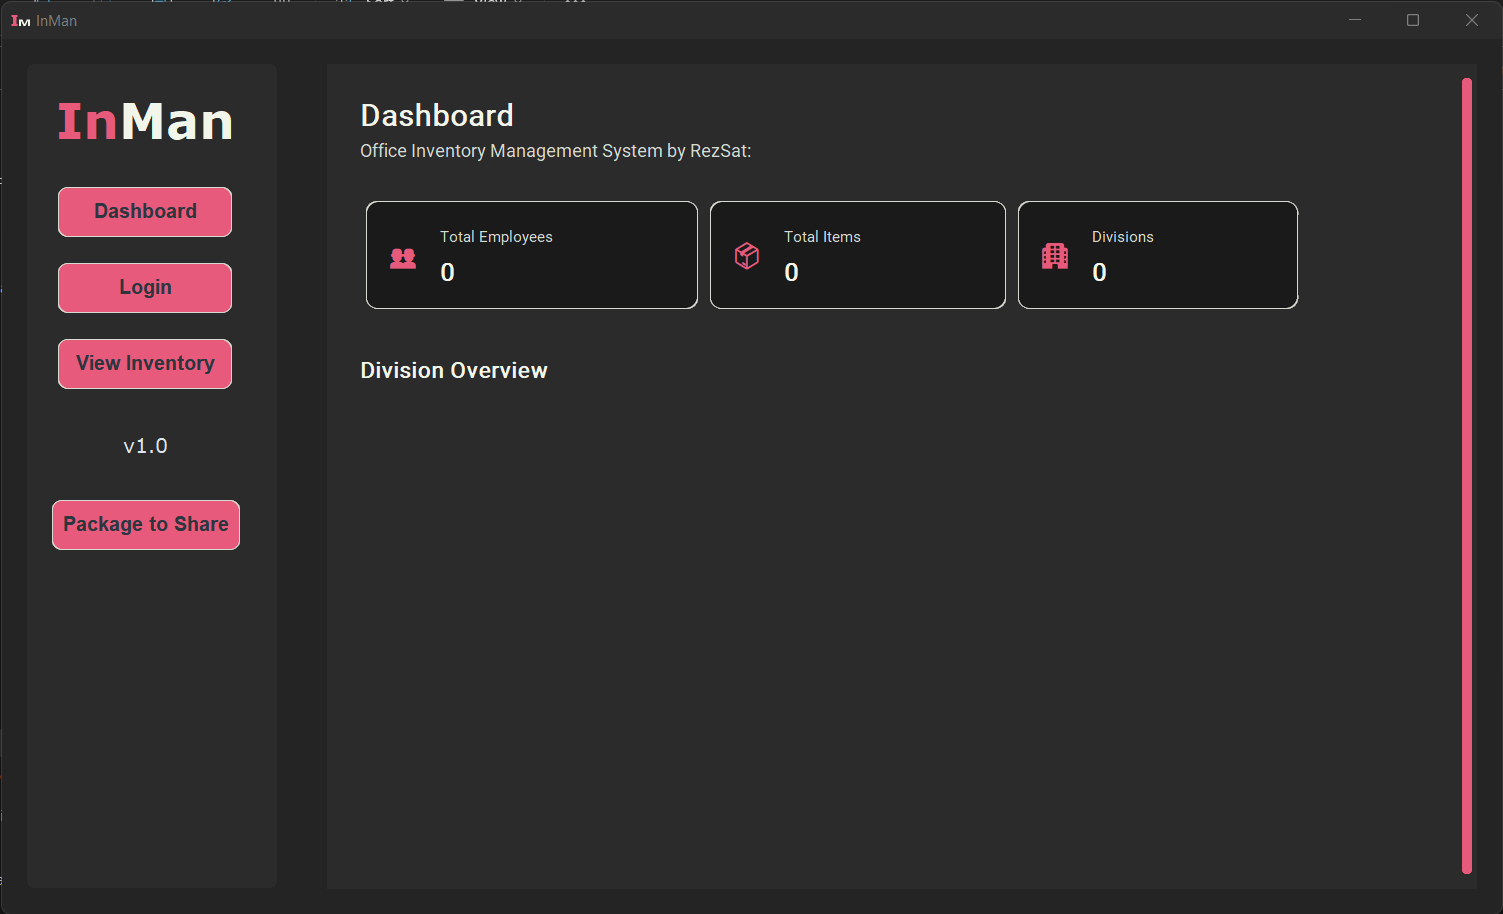 IM InMan
InMan
Dashboard
Login
View Inventory
v1.0
Package to Share
Dashboard
Office Inventory Management System by RezSat:
Total Employees
0
Total Items
0
Divisions
0
Division Overview